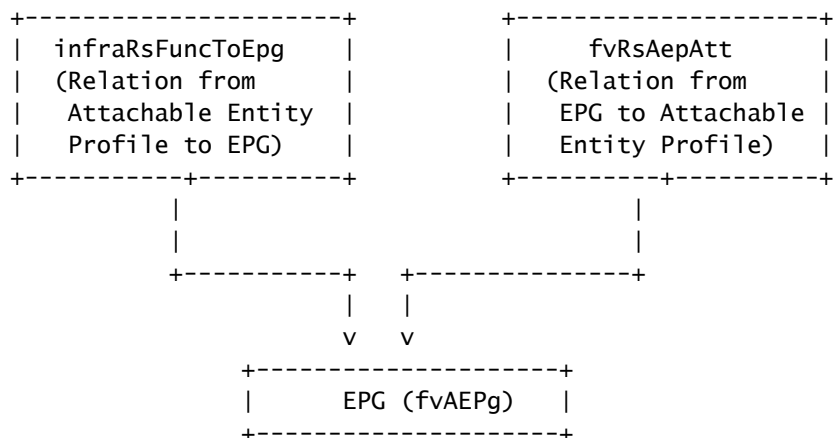 infraRsFuncToEpg
(Relation from
Attachable Entity
Profile to EPG)
fvRsAepAtt
(Relation from
EPG to Attachable
Entity Profile)
EPG (fvAEPg)